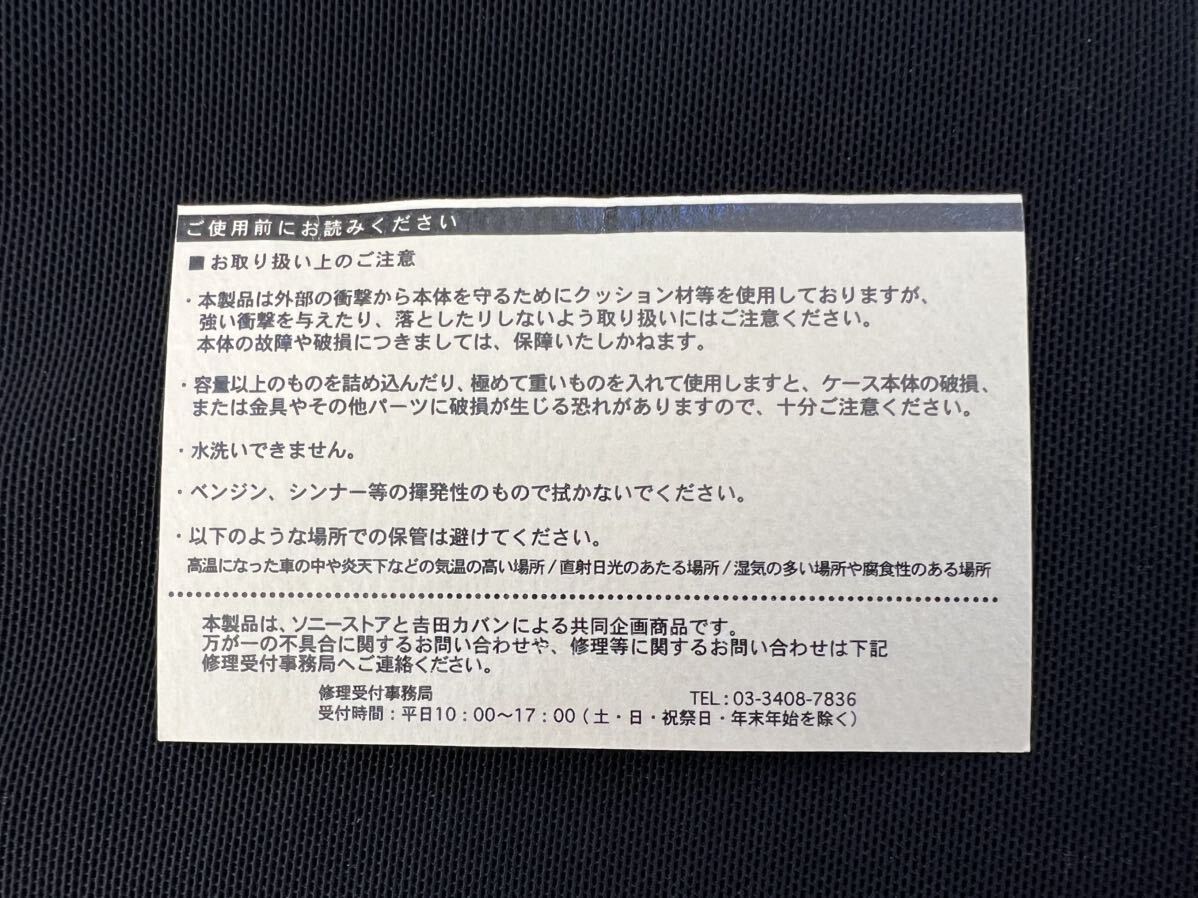 ご使用前にお読みください
■お取り扱い上のご注意
・本製品は外部の衝撃から本体を守るためにクッション材等を使用しておりますが、
強い衝撃を与えたり、落としたりしないよう取り扱いにはご注意ください。
本体の故障や破損につきましては、保障いたしかねます。
・容量以上のものを詰め込んだり、極めて重いものを入れて使用しますと、ケース本体の破損、
または金具やその他パーツに破損が生じる恐れがありますので、十分ご注意ください。
・水洗いできません。
・ベンジン、シンナー等の揮発性のもので拭かないでください。
・以下のような場所での保管は避けてください。
高温になった車の中や炎天下などの気温の高い場所/直射日光のあたる場所/湿気の多い場所や腐食性のある場所
本製品は、ソニーストアと𠮷田カバンによる共同企画商品です。
万が一の不具合に関するお問い合わせや、修理等に関するお問い合わせは下記
修理受付事務局へご連絡ください。
修理受付事務局 TEL:03-3408-7836
受付時間:平日10:00〜17:00(土・日・祝祭日・年末年始を除く)